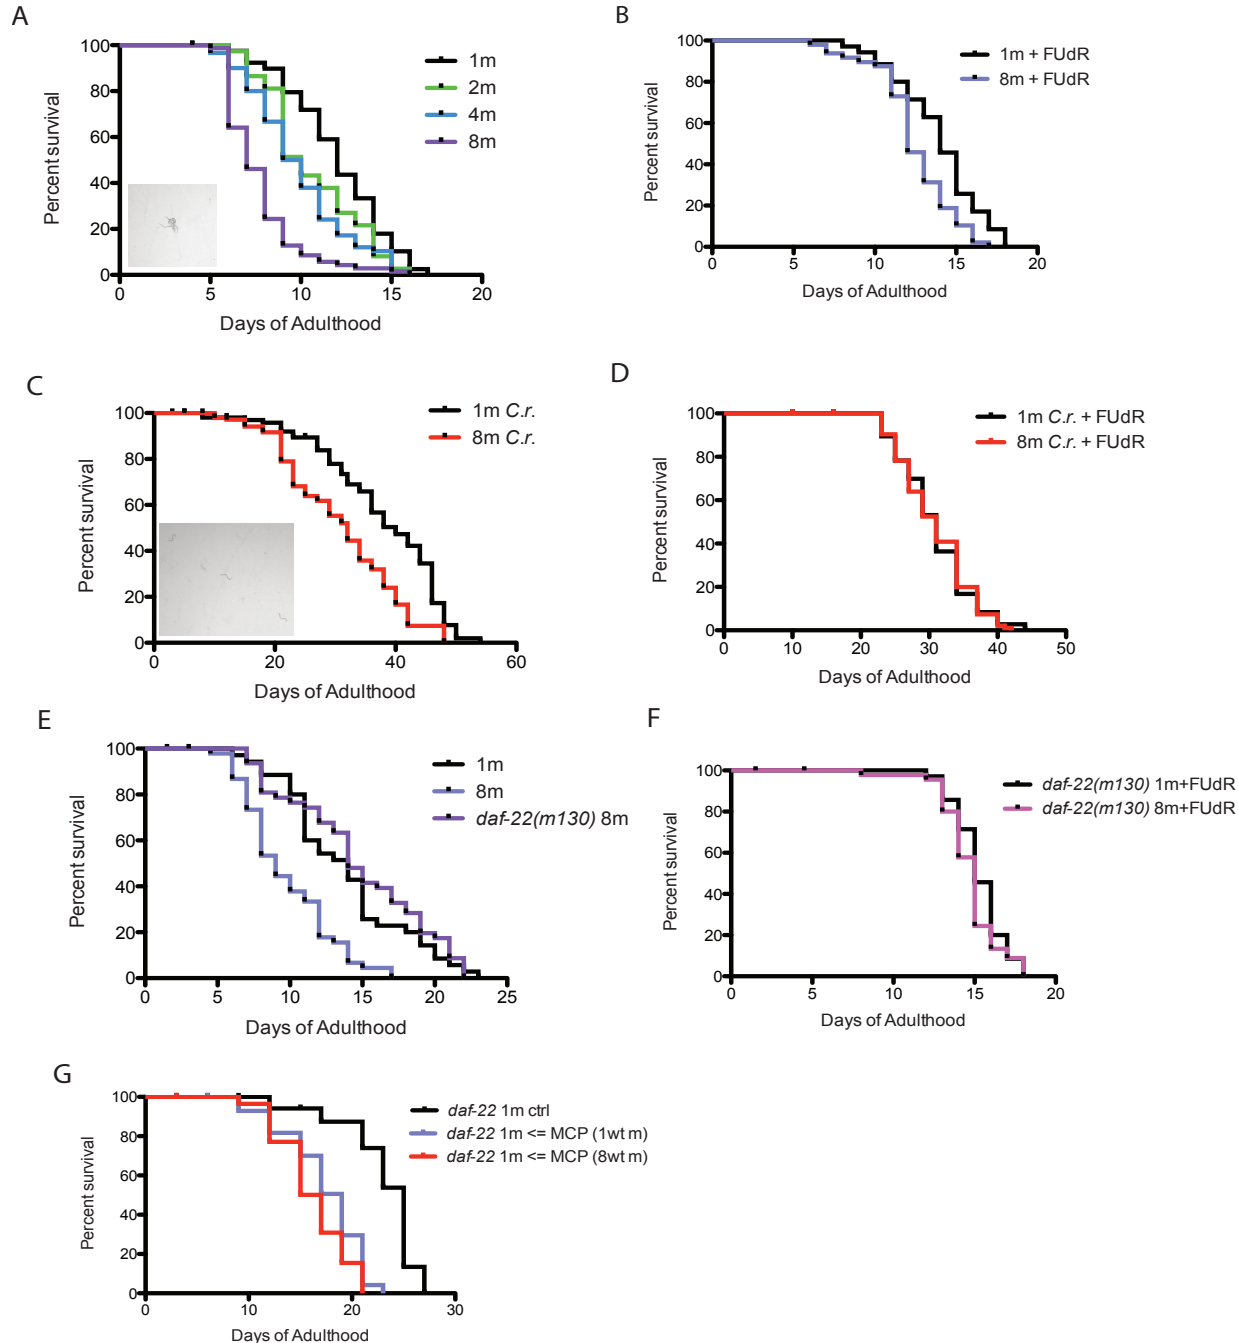 A
Percent survival
100
80
60
40
20
0
0 5 10 15 20
Days of Adulthood
1m
2m
4m
8m
B
Percent survival
100
80
60
40
20
0
0 5 10 15 20
Days of Adulthood
1m + FUdR
8m + FUdR
C
Percent survival
100
80
60
40
20
0
0 20 40 60
Days of Adulthood
1m C.r.
8m C.r.
D
Percent survival
100
80
60
40
20
0
0 10 20 30 40 50
Days of Adulthood
1m C.r. + FUdR
8m C.r. + FUdR
E
Percent survival
100
80
60
40
20
0
0 5 10 15 20 25
Days of Adulthood
1m
8m
daf-22(m130) 8m
F
Percent survival
100
80
60
40
20
0
0 5 10 15 20
Days of Adulthood
daf-22(m130) 1m+FUdR
daf-22(m130) 8m+FUdR
G
Percent survival
100
80
60
40
20
0
0 10 20 30
Days of Adulthood
daf-22 1m ctrl
daf-22 1m <= MCP (1wt m)
daf-22 1m <= MCP (8wt m)